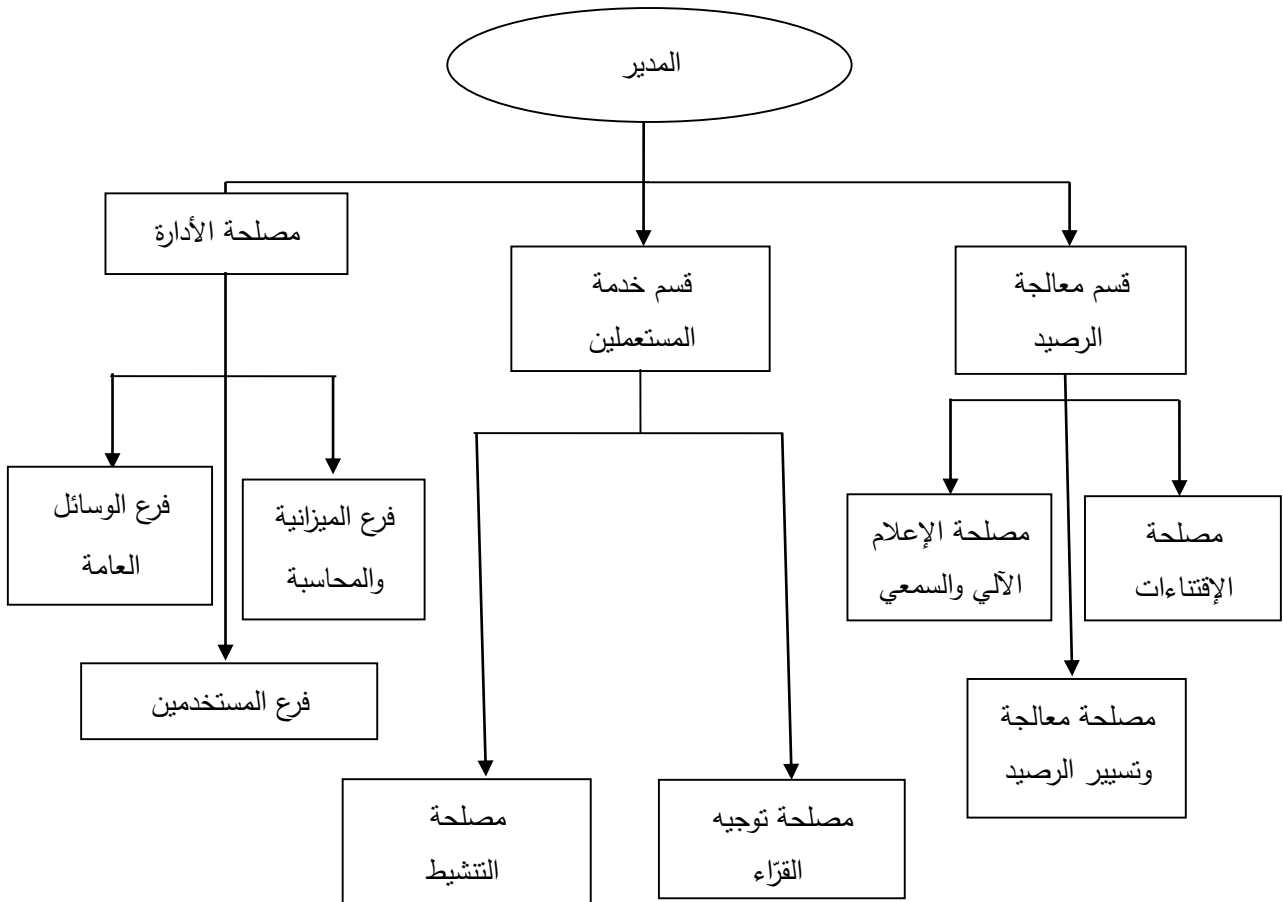 المدير
قسم معالجة
الرصيد
قسم خدمة
المستعملين
مصلحة الأدارة
مصلحة
الإقتناءات
مصلحة الإعلام
الآلي والسمعي
مصلحة معالجة
وتسيير الرصيد
مصلحة توجيه
القرّاء
مصلحة
التنشيط
فرع الميزانية
والمحاسبة
فرع الوسائل
العامة
فرع المستخدمين